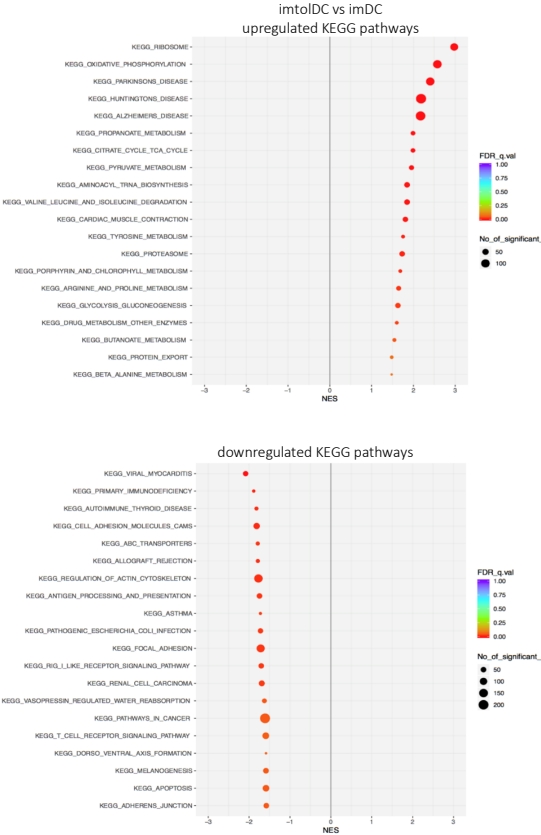 imtolDC vs imDC
upregulated KEGG pathways
KEGG_RIBOSOME
KEGG_OXIDATIVE_PHOSPHORYLATION
KEGG_PARKINSONS_DISEASE
KEGG_HUNTINGTONS_DISEASE
KEGG_ALZHEIMERS_DISEASE
KEGG_PROPANOATE_METABOLISM
KEGG_CITRATE_CYCLE_TCA_CYCLE
KEGG_PYRUVATE_METABOLISM
KEGG_AMINOACYL_TRNA_BIOSYNTHESIS
KEGG_VALINE_LEUCINE_AND_ISOLEUCINE_DEGRADATION
KEGG_CARDIAC_MUSCLE_CONTRACTION
KEGG_TYROSINE_METABOLISM
KEGG_PROTEASOME
KEGG_PORPHYRIN_AND_CHLOROPHYLL_METABOLISM
KEGG_ARGININE_AND_PROLINE_METABOLISM
KEGG_GLYCOLYSIS_GLUCONEOGENESIS
KEGG_DRUG_METABOLISM_OTHER_ENZYMES
KEGG_BUTANOATE_METABOLISM
KEGG_PROTEIN_EXPORT
KEGG_BETA_ALANINE_METABOLISM
-3 -2 -1 0 1 2 3
NES
FDR_q.val
1.00
0.75
0.50
0.25
0.00
No_of_significant_
50
100
downregulated KEGG pathways
KEGG_VIRAL_MYOCARDITIS
KEGG_PRIMARY_IMMUNODEFICIENCY
KEGG_AUTOIMMUNE_THYROID_DISEASE
KEGG_CELL_ADHESION_MOLECULES_CAMS
KEGG_ABC_TRANSPORTERS
KEGG_ALLOGRAFT_REJECTION
KEGG_REGULATION_OF_ACTIN_CYTOSKELETON
KEGG_ANTIGEN_PROCESSING_AND_PRESENTATION
KEGG_ASTHMA
KEGG_PATHOGENIC_ESCHERICHIA_COLI_INFECTION
KEGG_FOCAL_ADHESION
KEGG_RIG_I_LIKE_RECEPTOR_SIGNALING_PATHWAY
KEGG_RENAL_CELL_CARCINOMA
KEGG_VASOPRESSIN_REGULATED_WATER_REABSORPTION
KEGG_PATHWAYS_IN_CANCER
KEGG_T_CELL_RECEPTOR_SIGNALING_PATHWAY
KEGG_DORSO_VENTRAL_AXIS_FORMATION
KEGG_MELANOGENESIS
KEGG_APOPTOSIS
KEGG_ADHERENS_JUNCTION
-3 -2 -1 0 1 2 3
NES
FDR_q.val
1.00
0.75
0.50
0.25
0.00
No_of_significant_
50
100
150
200